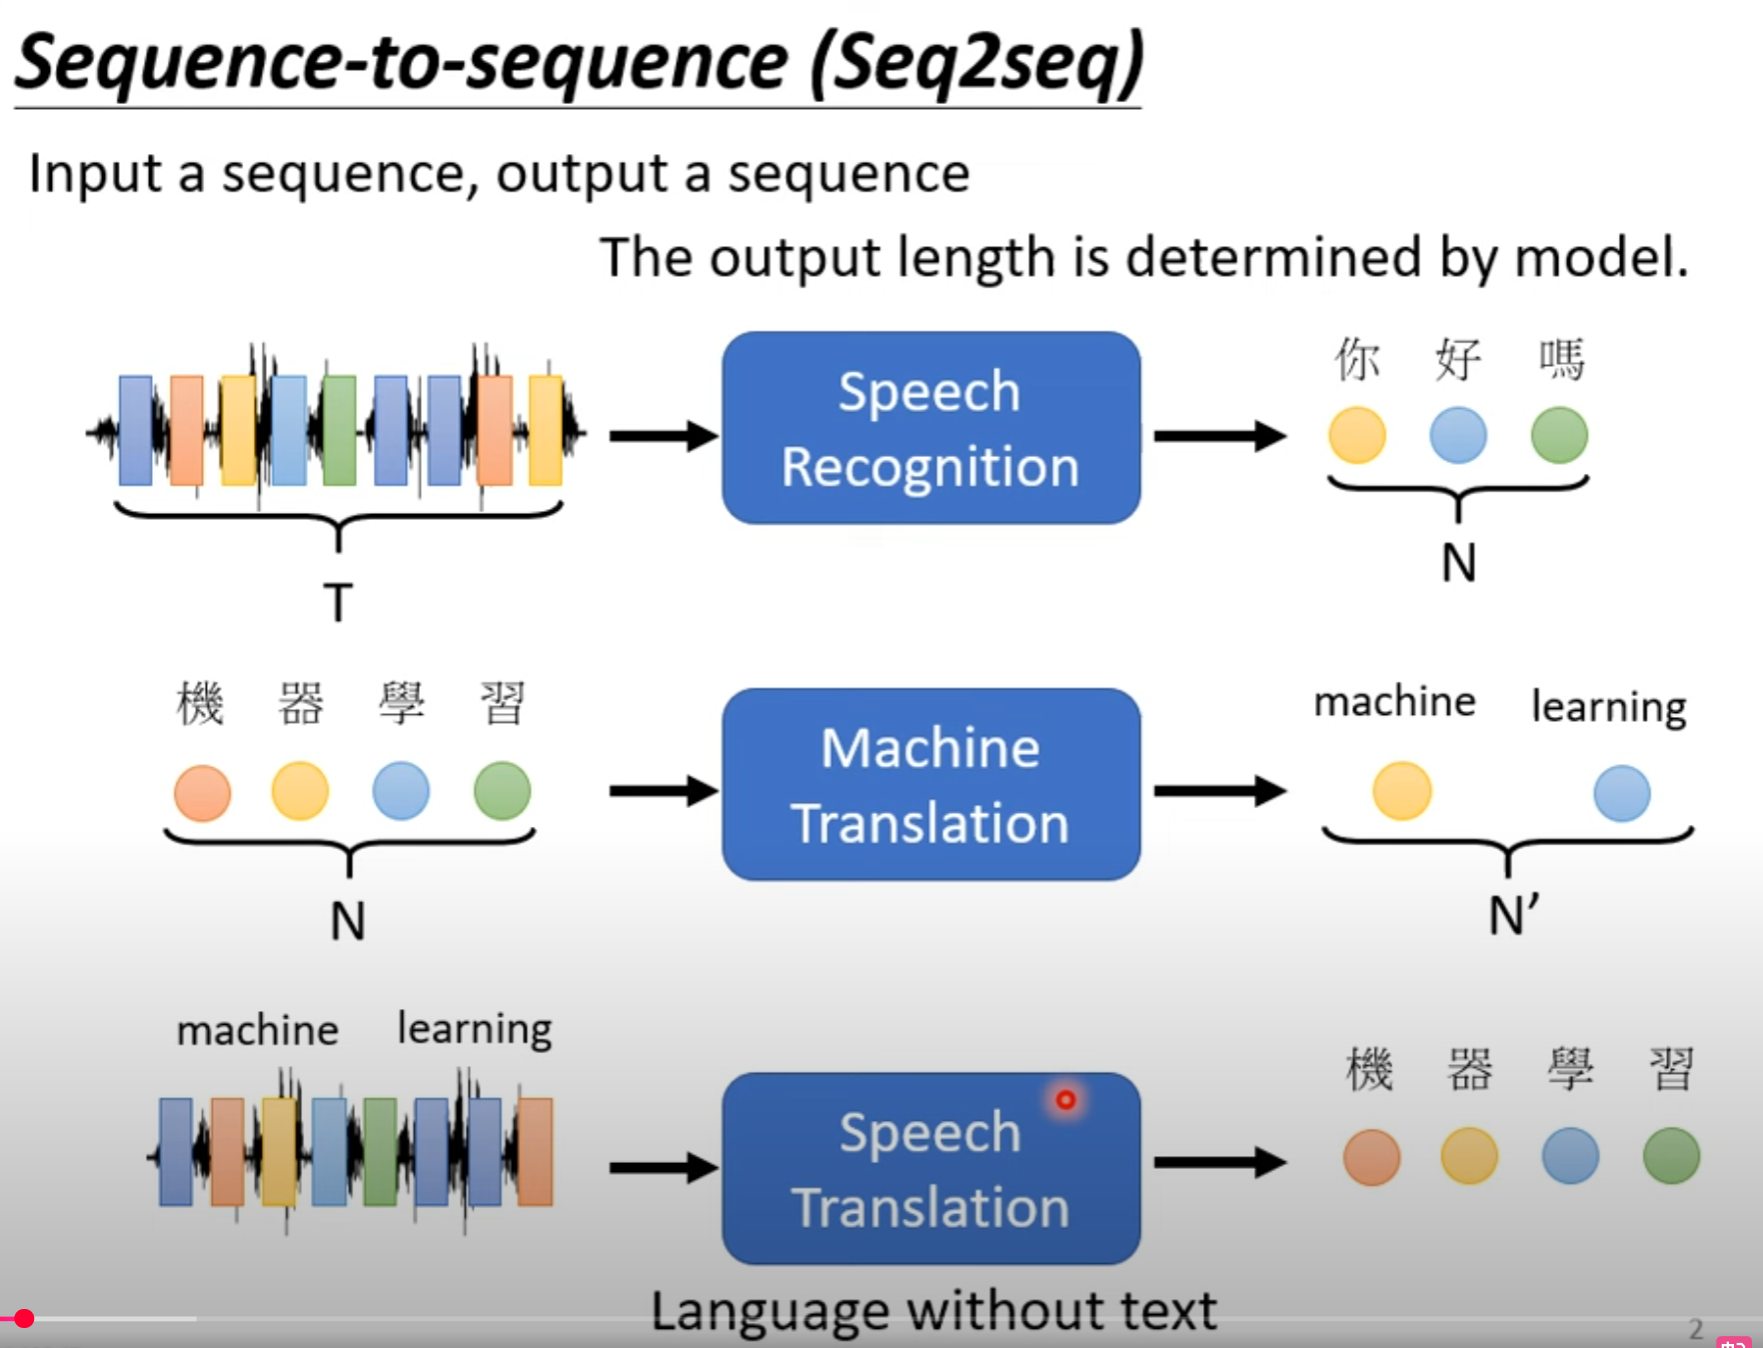 Sequence-to-sequence (Seq2seq)
Input a sequence, output a sequence
The output length is determined by model.
Speech
Recognition
你 好 嗎
T
N
機 器 學 習
Machine
Translation
machine learning
N
N’
machine learning
Speech
Translation
機 器 學 習
Language without text
2